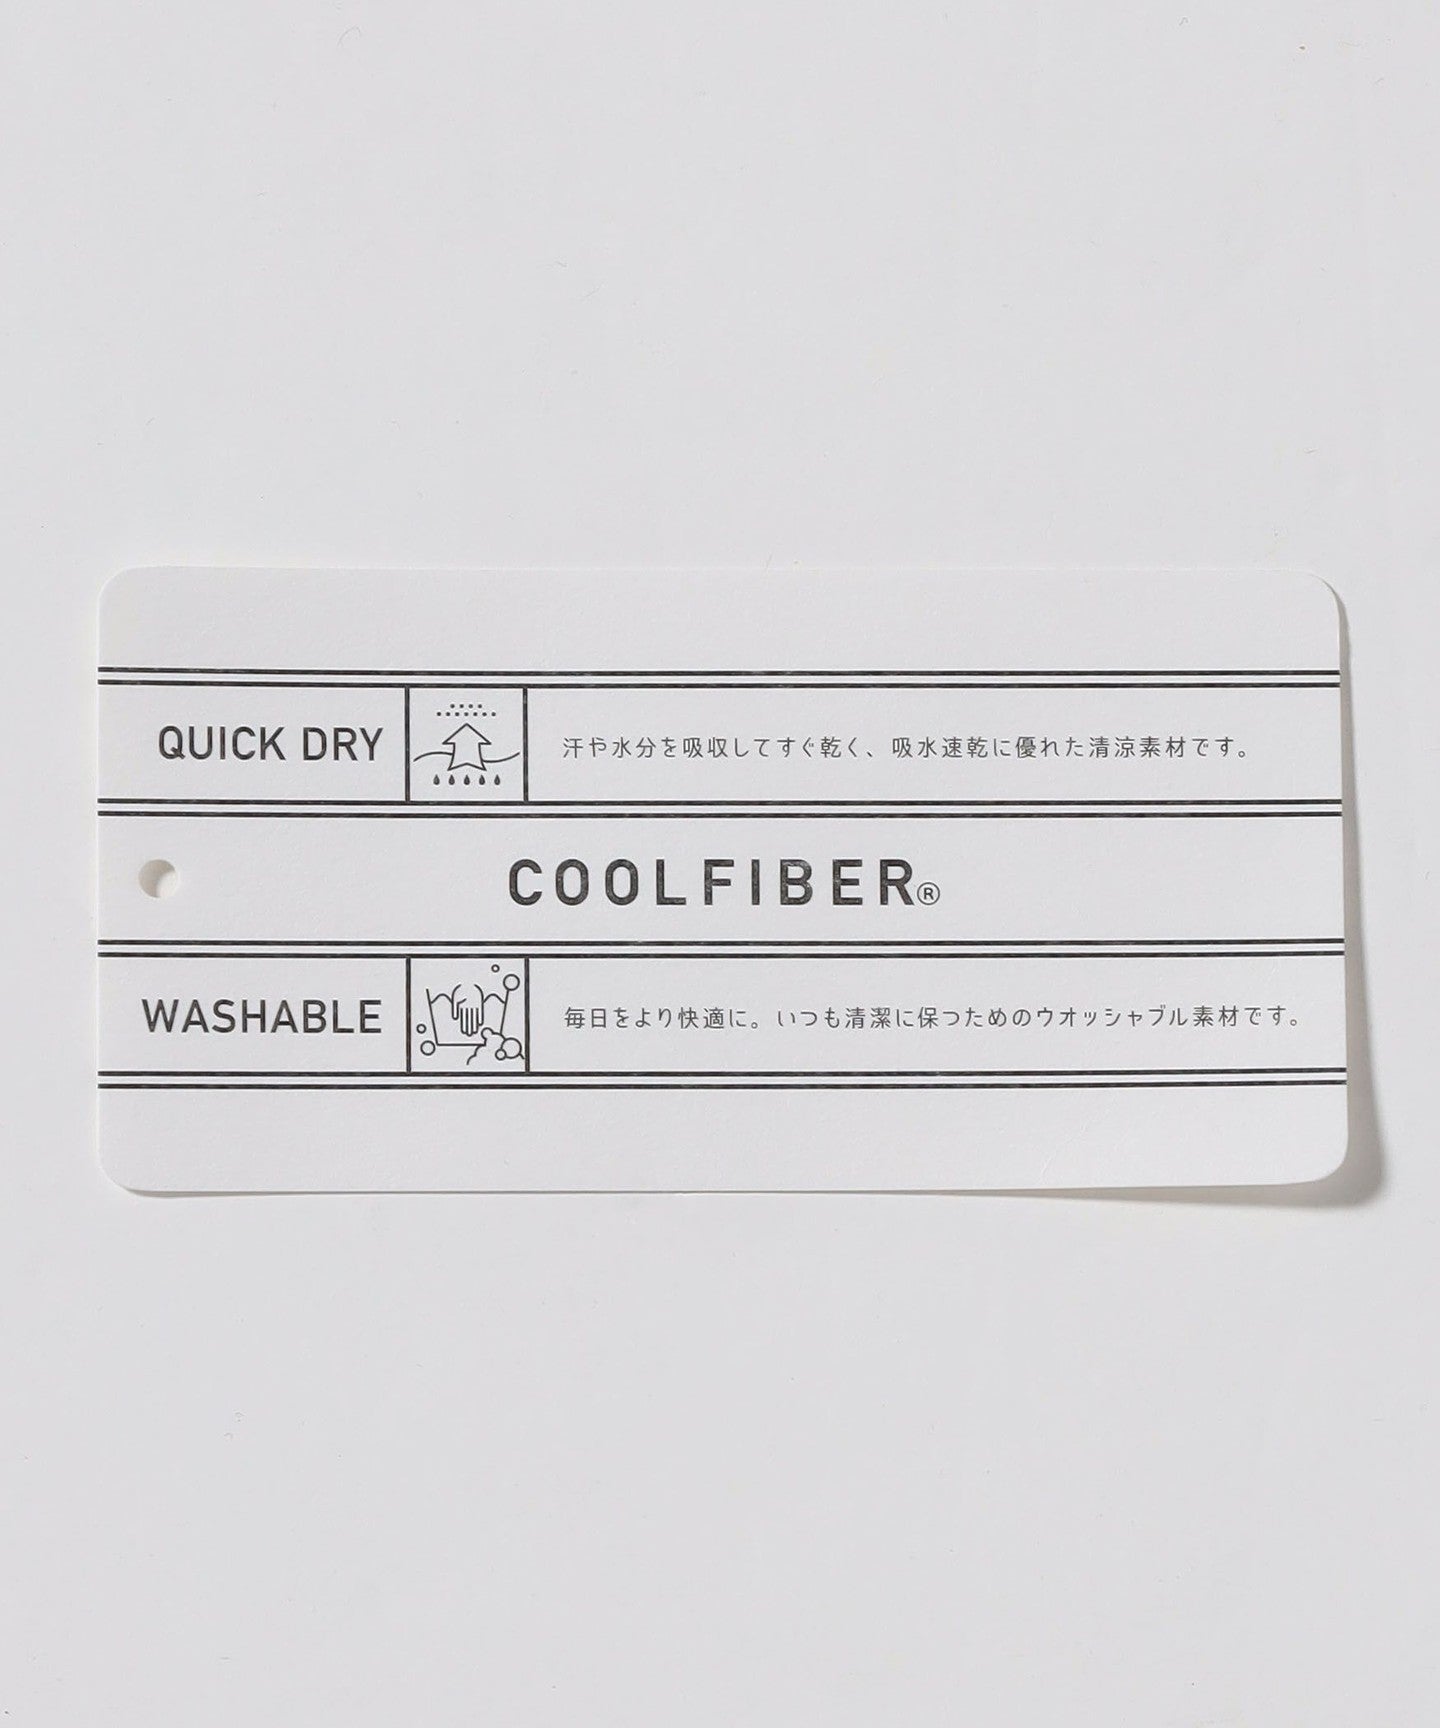 QUICK DRY 汗や水分を吸収してすぐ乾く、吸水速乾に優れた清涼素材です。
COOLFIBER®
WASHABLE 毎日をより快適に。いつも清潔に保つためのウオッシャブル素材です。